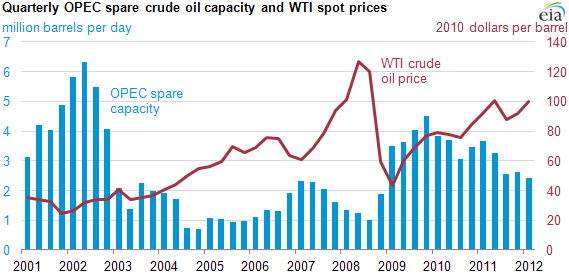 Quarterly OPEC spare crude oil capacity and WTI spot prices
eia
million barrels per day
2010 dollars per barrel
7
140
6
120
5
100
4
80
3
60
2
40
1
20
0
0
WTI crude
oil price
OPEC spare
capacity
2001 2002 2003 2004 2005 2006 2007 2008 2009 2010 2011 2012